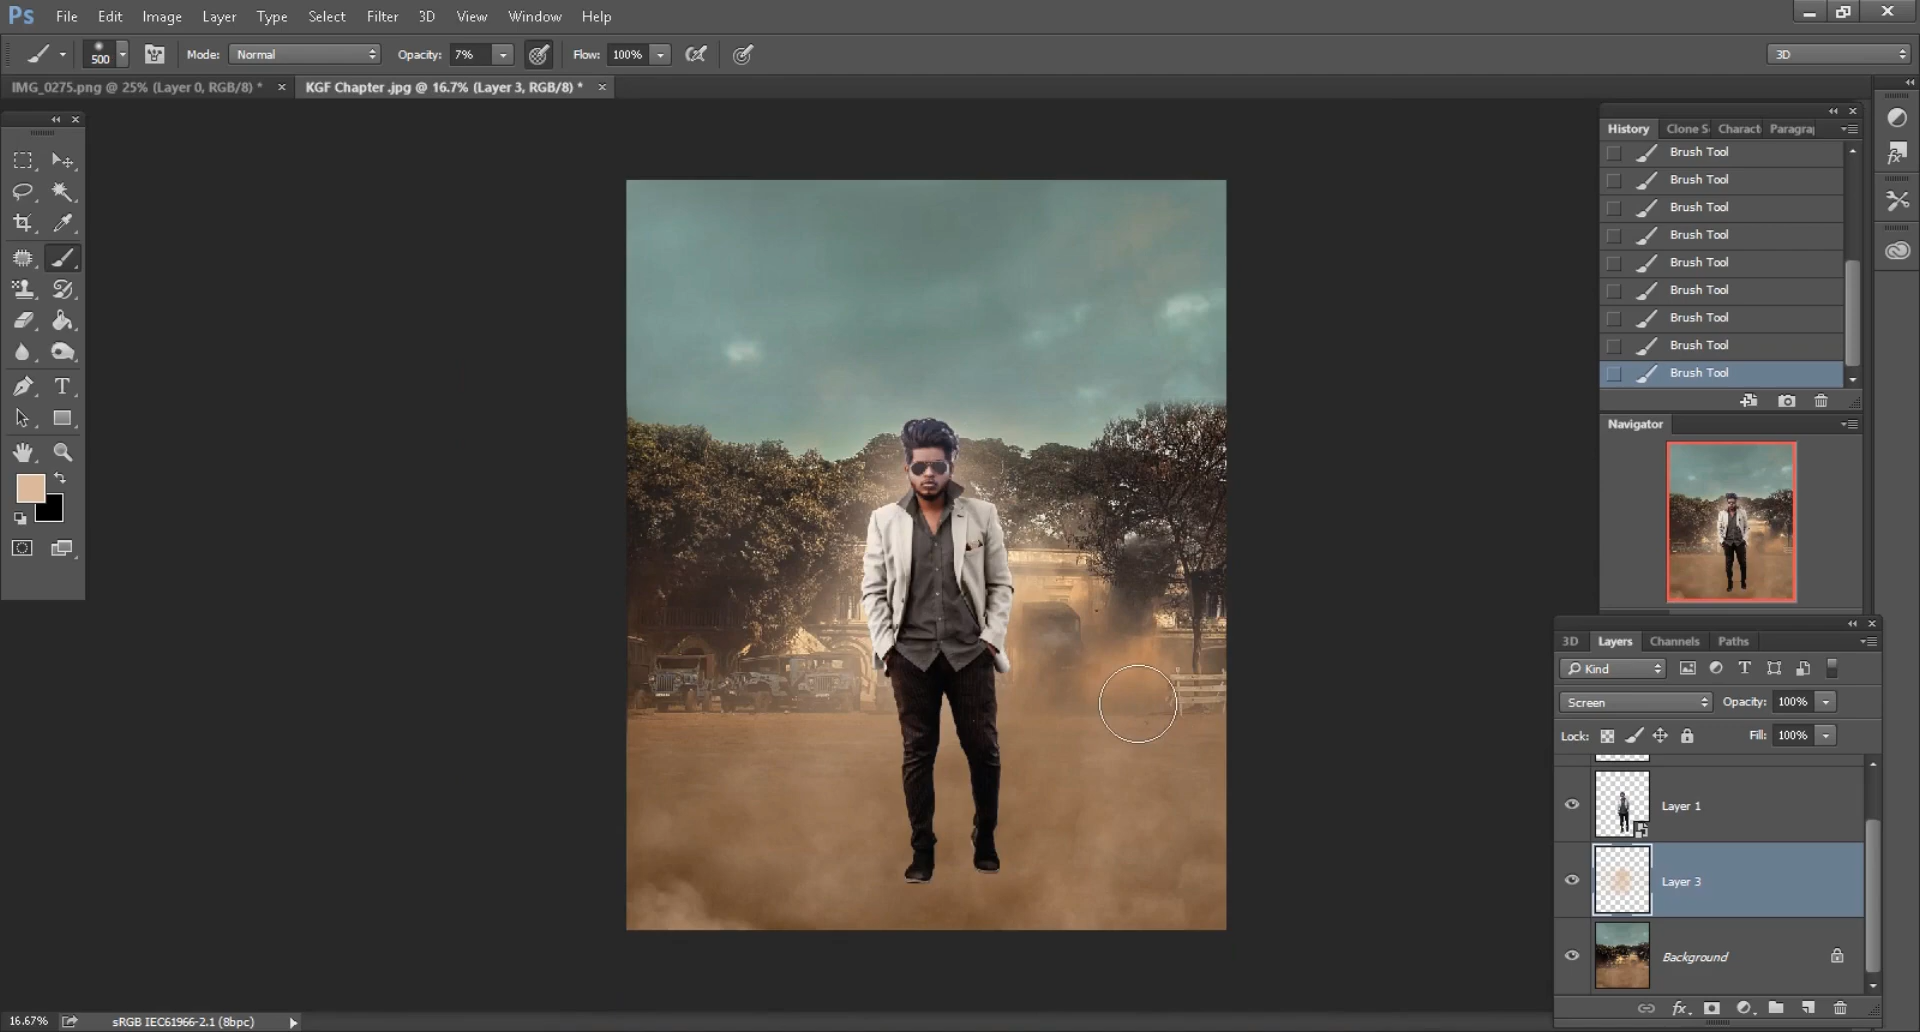 Ps File Edit Image Layer Type Select Filter 3D View Window Help
500 Mode: Normal Opacity: 7% Flow: 100% 3D
IMG_0275.png @ 25% (Layer 0, RGB/8) * × KGF Chapter .jpg @ 16.7% (Layer 3, RGB/8) * ×
History Clone S Charact Paragra
Brush Tool
Brush Tool
Brush Tool
Brush Tool
Brush Tool
Brush Tool
Brush Tool
Brush Tool
Brush Tool
Navigator
3D Layers Channels Paths
Kind
Screen Opacity: 100%
Lock: Fill: 100%
Layer 1
Layer 3
Background
16.67% sRGB IEC61966-2.1 (8bpc)